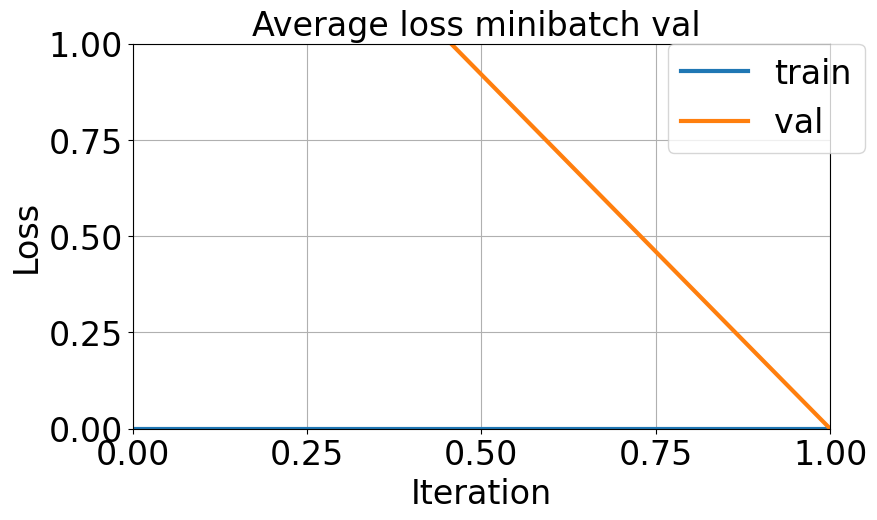 Average loss minibatch val
1.00
0.75
0.50
0.25
0.00
Loss
train
val
0.00 0.25 0.50 0.75 1.00
Iteration